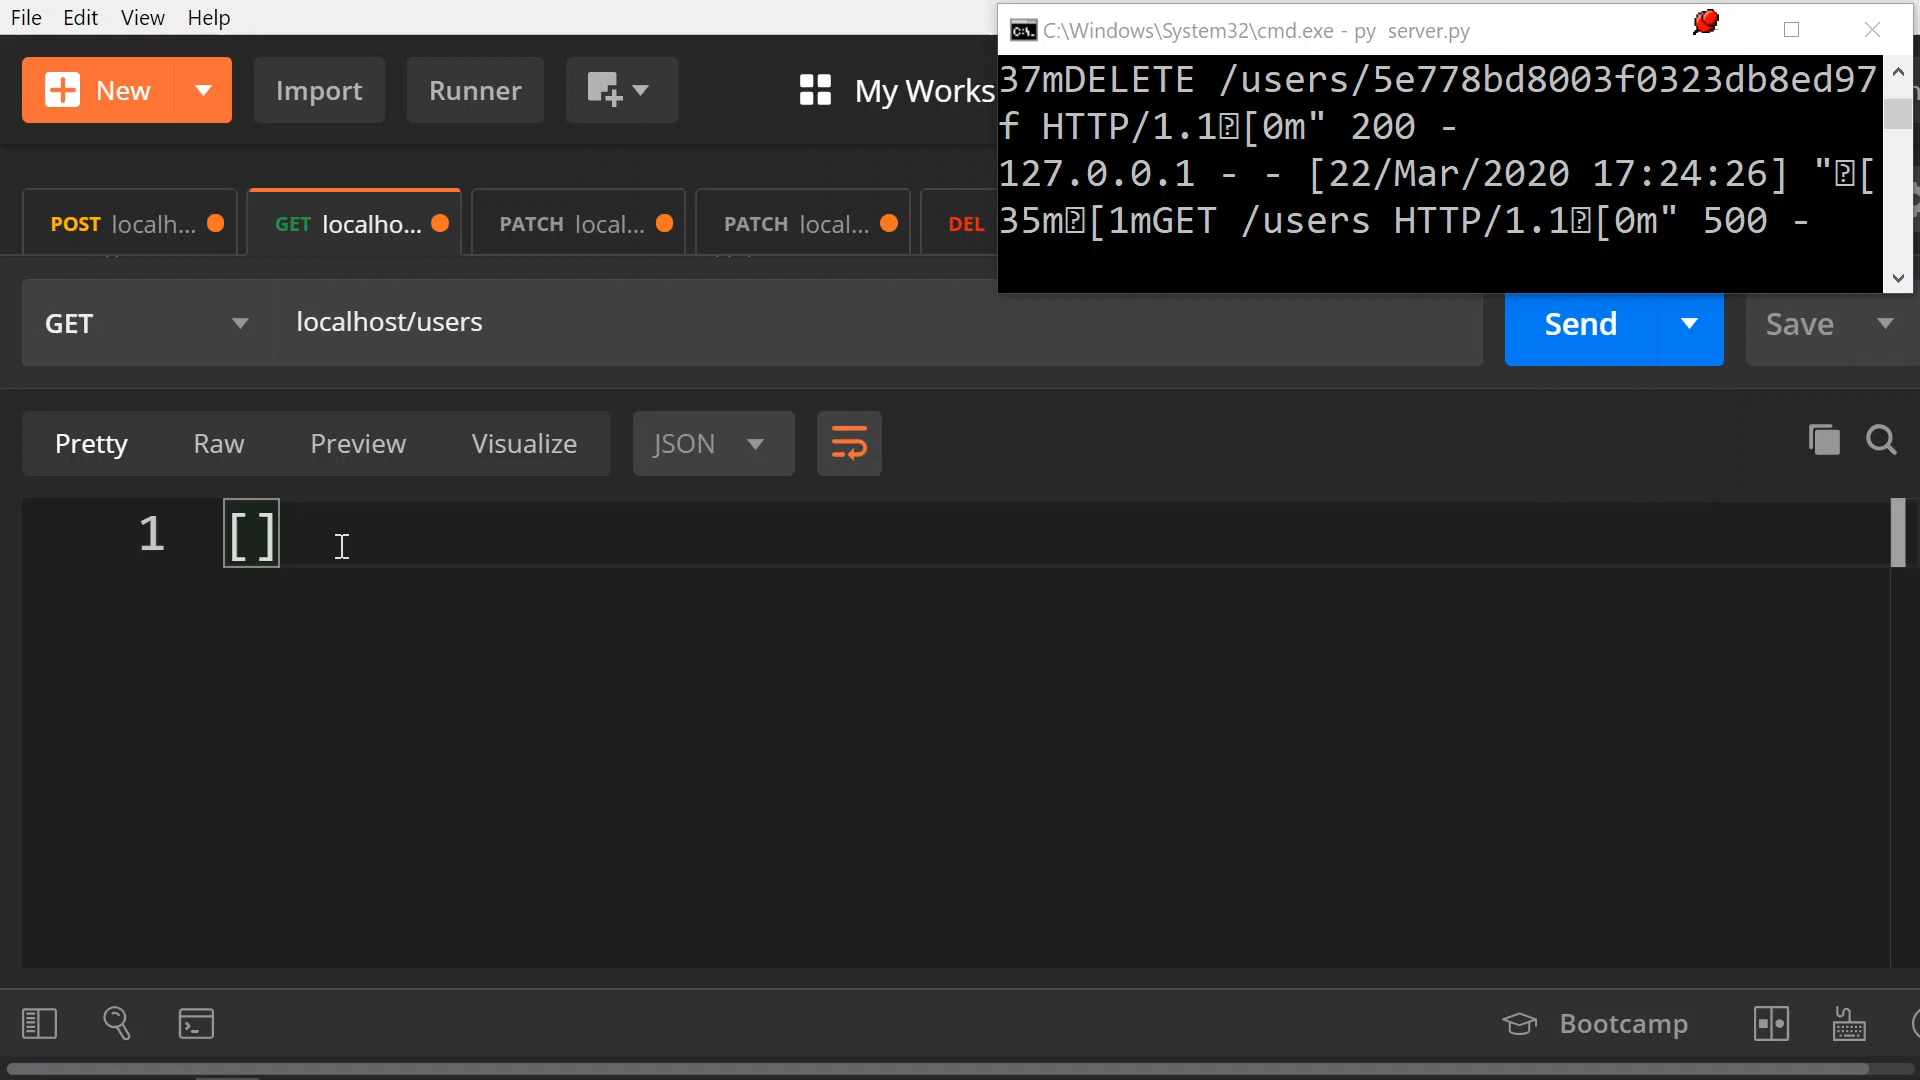 File Edit View Help
C:\Windows\System32\cmd.exe - py server.py
New Import Runner My Works
37mDELETE /users/5e778bd8003f0323db8ed97
f HTTP/1.1⍰[0m" 200 -
127.0.0.1 - - [22/Mar/2020 17:24:26] "⍰[
35m⍰[1mGET /users HTTP/1.1⍰[0m" 500 -
POST localh... GET localho... PATCH local... PATCH local... DEL
GET localhost/users Send Save
Pretty Raw Preview Visualize JSON
1 []
Bootcamp